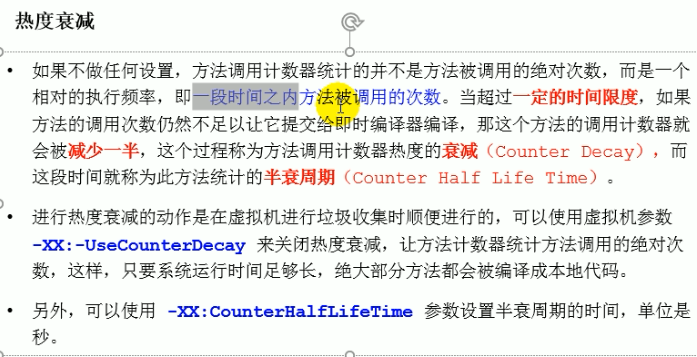 热度衰减
• 如果不做任何设置，方法调用计数器统计的并不是方法被调用的绝对次数，而是一个
相对的执行频率，即一段时间之内方法被调用的次数。当超过一定的时间限度，如果
方法的调用次数仍然不足以让它提交给即时编译器编译，那这个方法的调用计数器就
会被减少一半，这个过程称为方法调用计数器热度的衰减（Counter Decay），而
这段时间就称为此方法统计的半衰周期（Counter Half Life Time）。
• 进行热度衰减的动作是在虚拟机进行垃圾收集时顺便进行的，可以使用虚拟机参数
-XX:-UseCounterDecay 来关闭热度衰减，让方法计数器统计方法调用的绝对次
数，这样，只要系统运行时间足够长，绝大部分方法都会被编译成本地代码。
• 另外，可以使用 -XX:CounterHalfLifeTime 参数设置半衰周期的时间，单位是
秒。